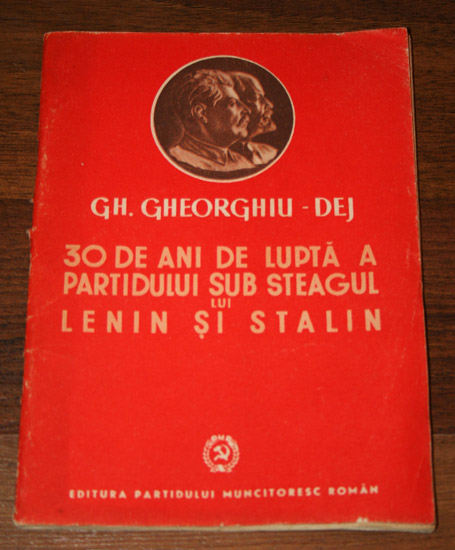 GH. GHEORGHIU - DEJ
30 DE ANI DE LUPTĂ A
PARTIDULUI SUB STEAGUL
LUI
LENIN ȘI STALIN
EDITURA PARTIDULUI MUNCITORESC ROMÂN